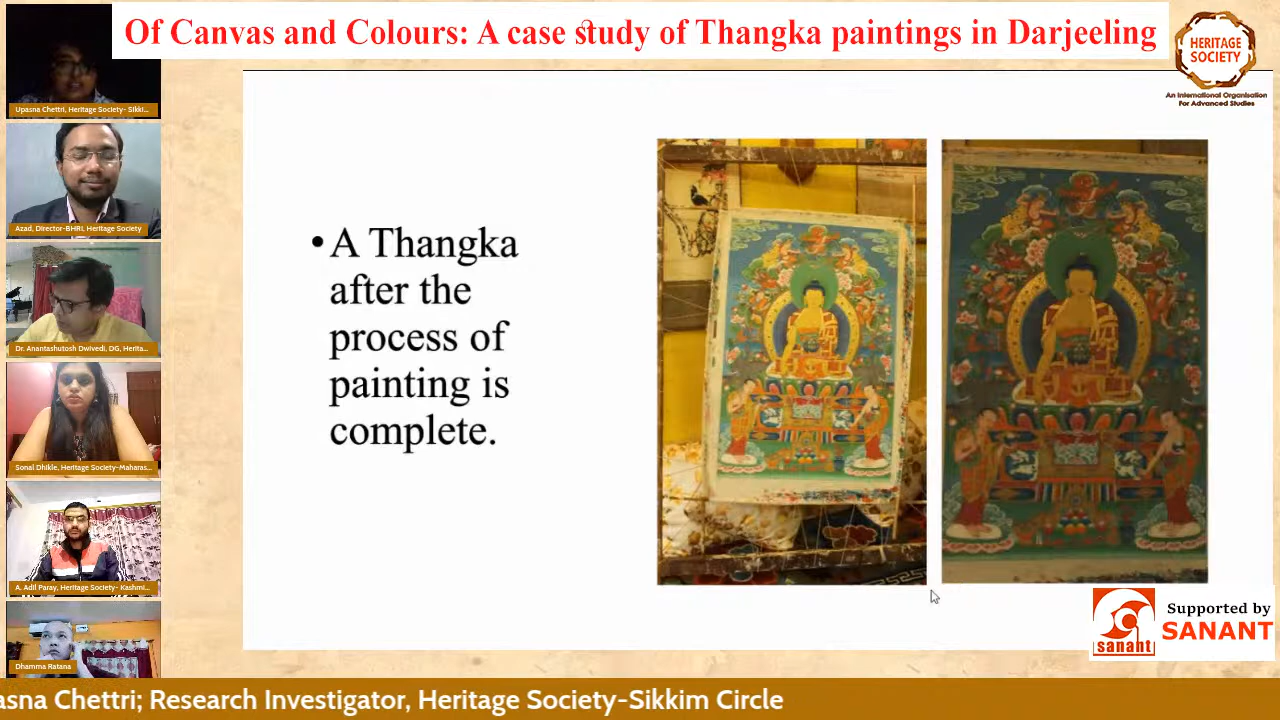 Of Canvas and Colours: A case study of Thangka paintings in Darjeeling
HERITAGE
SOCIETY
An International Organisation
For Advanced Studies
Upasna Chettri, Heritage Society- Sikki...
Azad, Director-BHRI, Heritage Society
Dr. Anantashutosh Dwivedi, DG, Herita...
Sonal Dhikle, Heritage Society-Maharas...
A. Adil Paray, Heritage Society- Kashmi...
Dhamma Ratana
• A Thangka
after the
process of
painting is
complete.
sanant
Supported by
SANANT
asna Chettri; Research Investigator, Heritage Society-Sikkim Circle